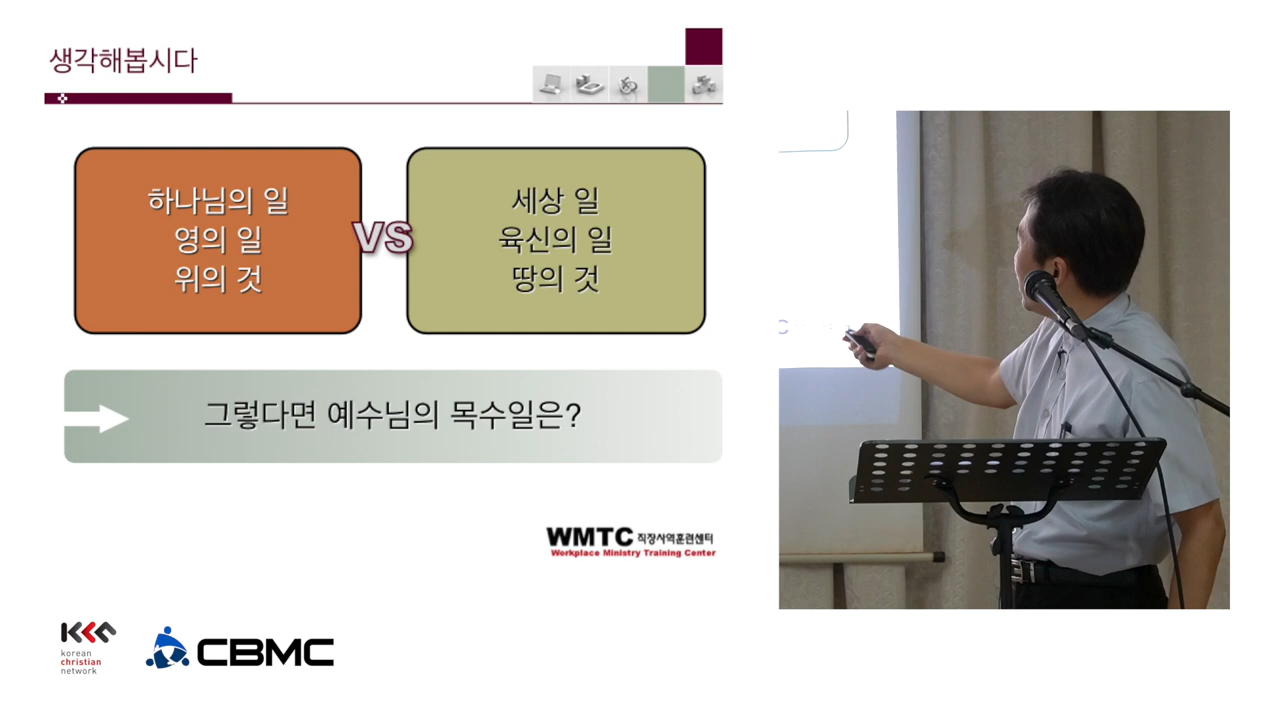 생각해봅시다
하나님의 일
영의 일
위의 것
VS
세상 일
육신의 일
땅의 것
그렇다면 예수님의 목수일은?
WMTC 직장사역훈련센터
Workplace Ministry Training Center
korean
christian
network
CBMC